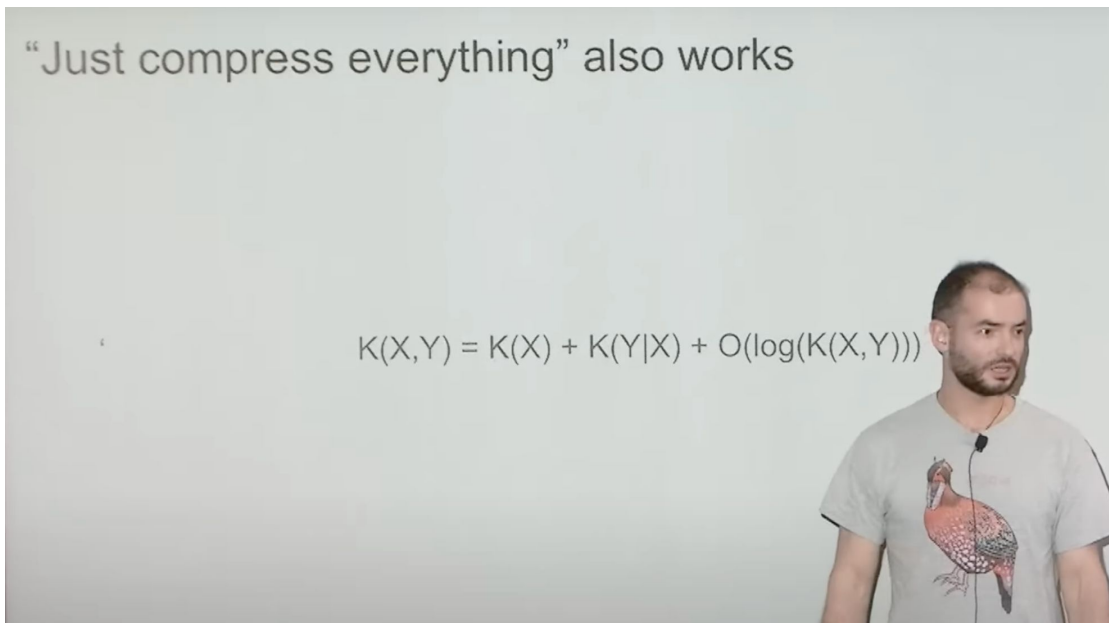 “Just compress everything” also works
K(X,Y) = K(X) + K(Y|X) + O(log(K(X,Y)))